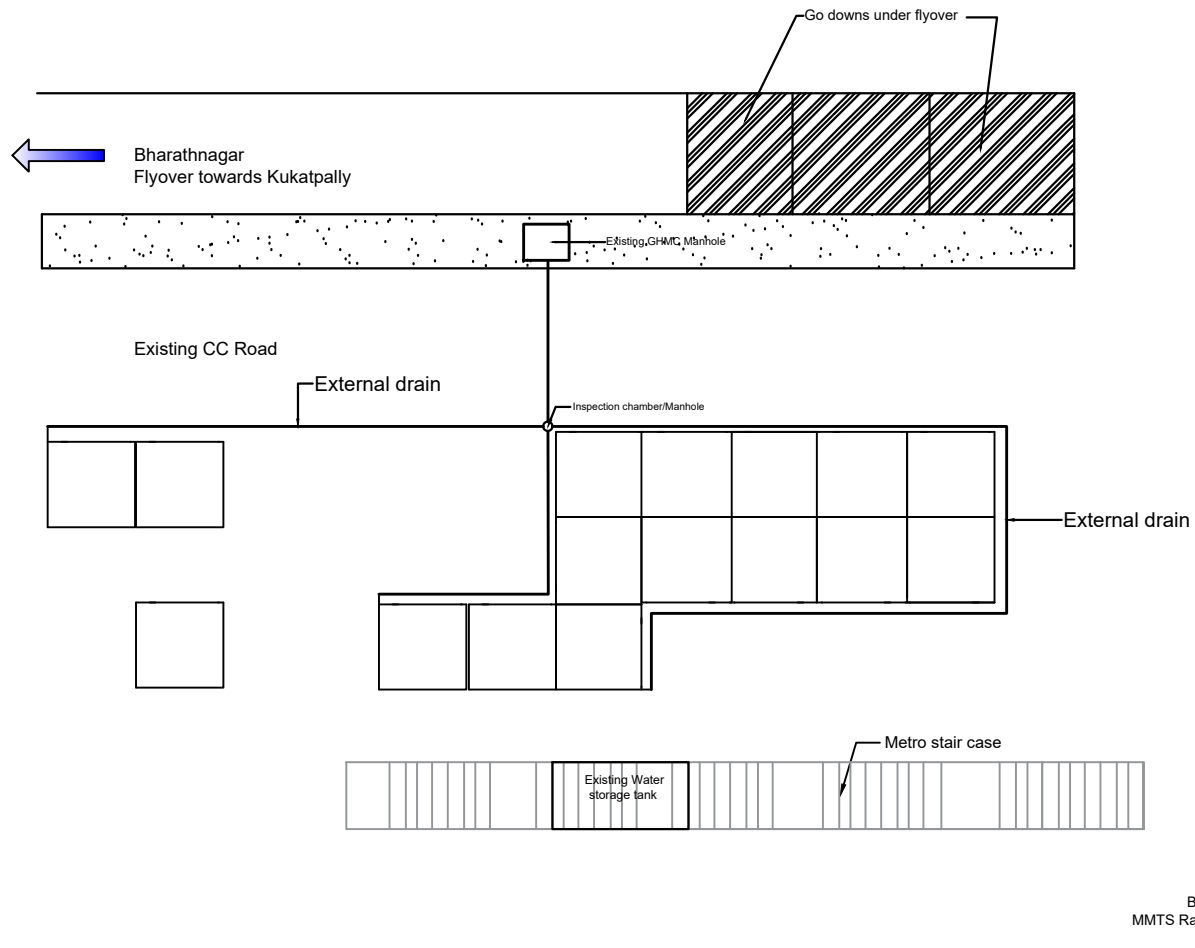 Go downs under flyover
Bharathnagar
Flyover towards Kukatpally
Existing GHMC Manhole
Existing CC Road
External drain
Inspection chamber/Manhole
External drain
Metro stair case
Existing Water
storage tank
B
MMTS Ra